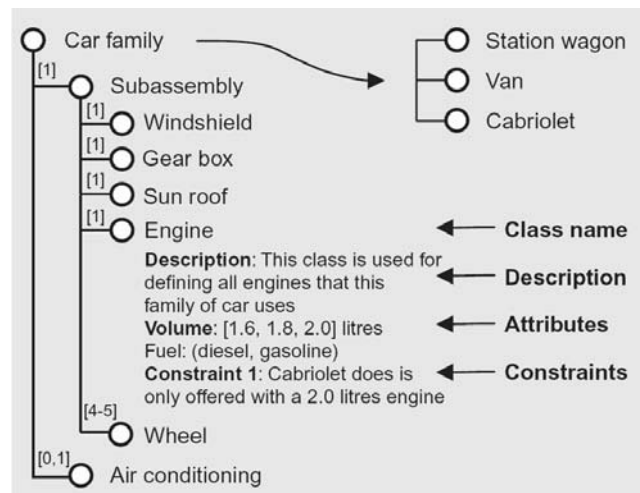 Car family
[1]
Subassembly
[1]
Windshield
[1]
Gear box
[1]
Sun roof
[1]
Engine
Description: This class is used for
defining all engines that this
family of car uses
Volume: [1.6, 1.8, 2.0] litres
Fuel: (diesel, gasoline)
Constraint 1: Cabriolet does is
only offered with a 2.0 litres engine
[4-5]
Wheel
[0,1]
Air conditioning
Station wagon
Van
Cabriolet
Class name
Description
Attributes
Constraints